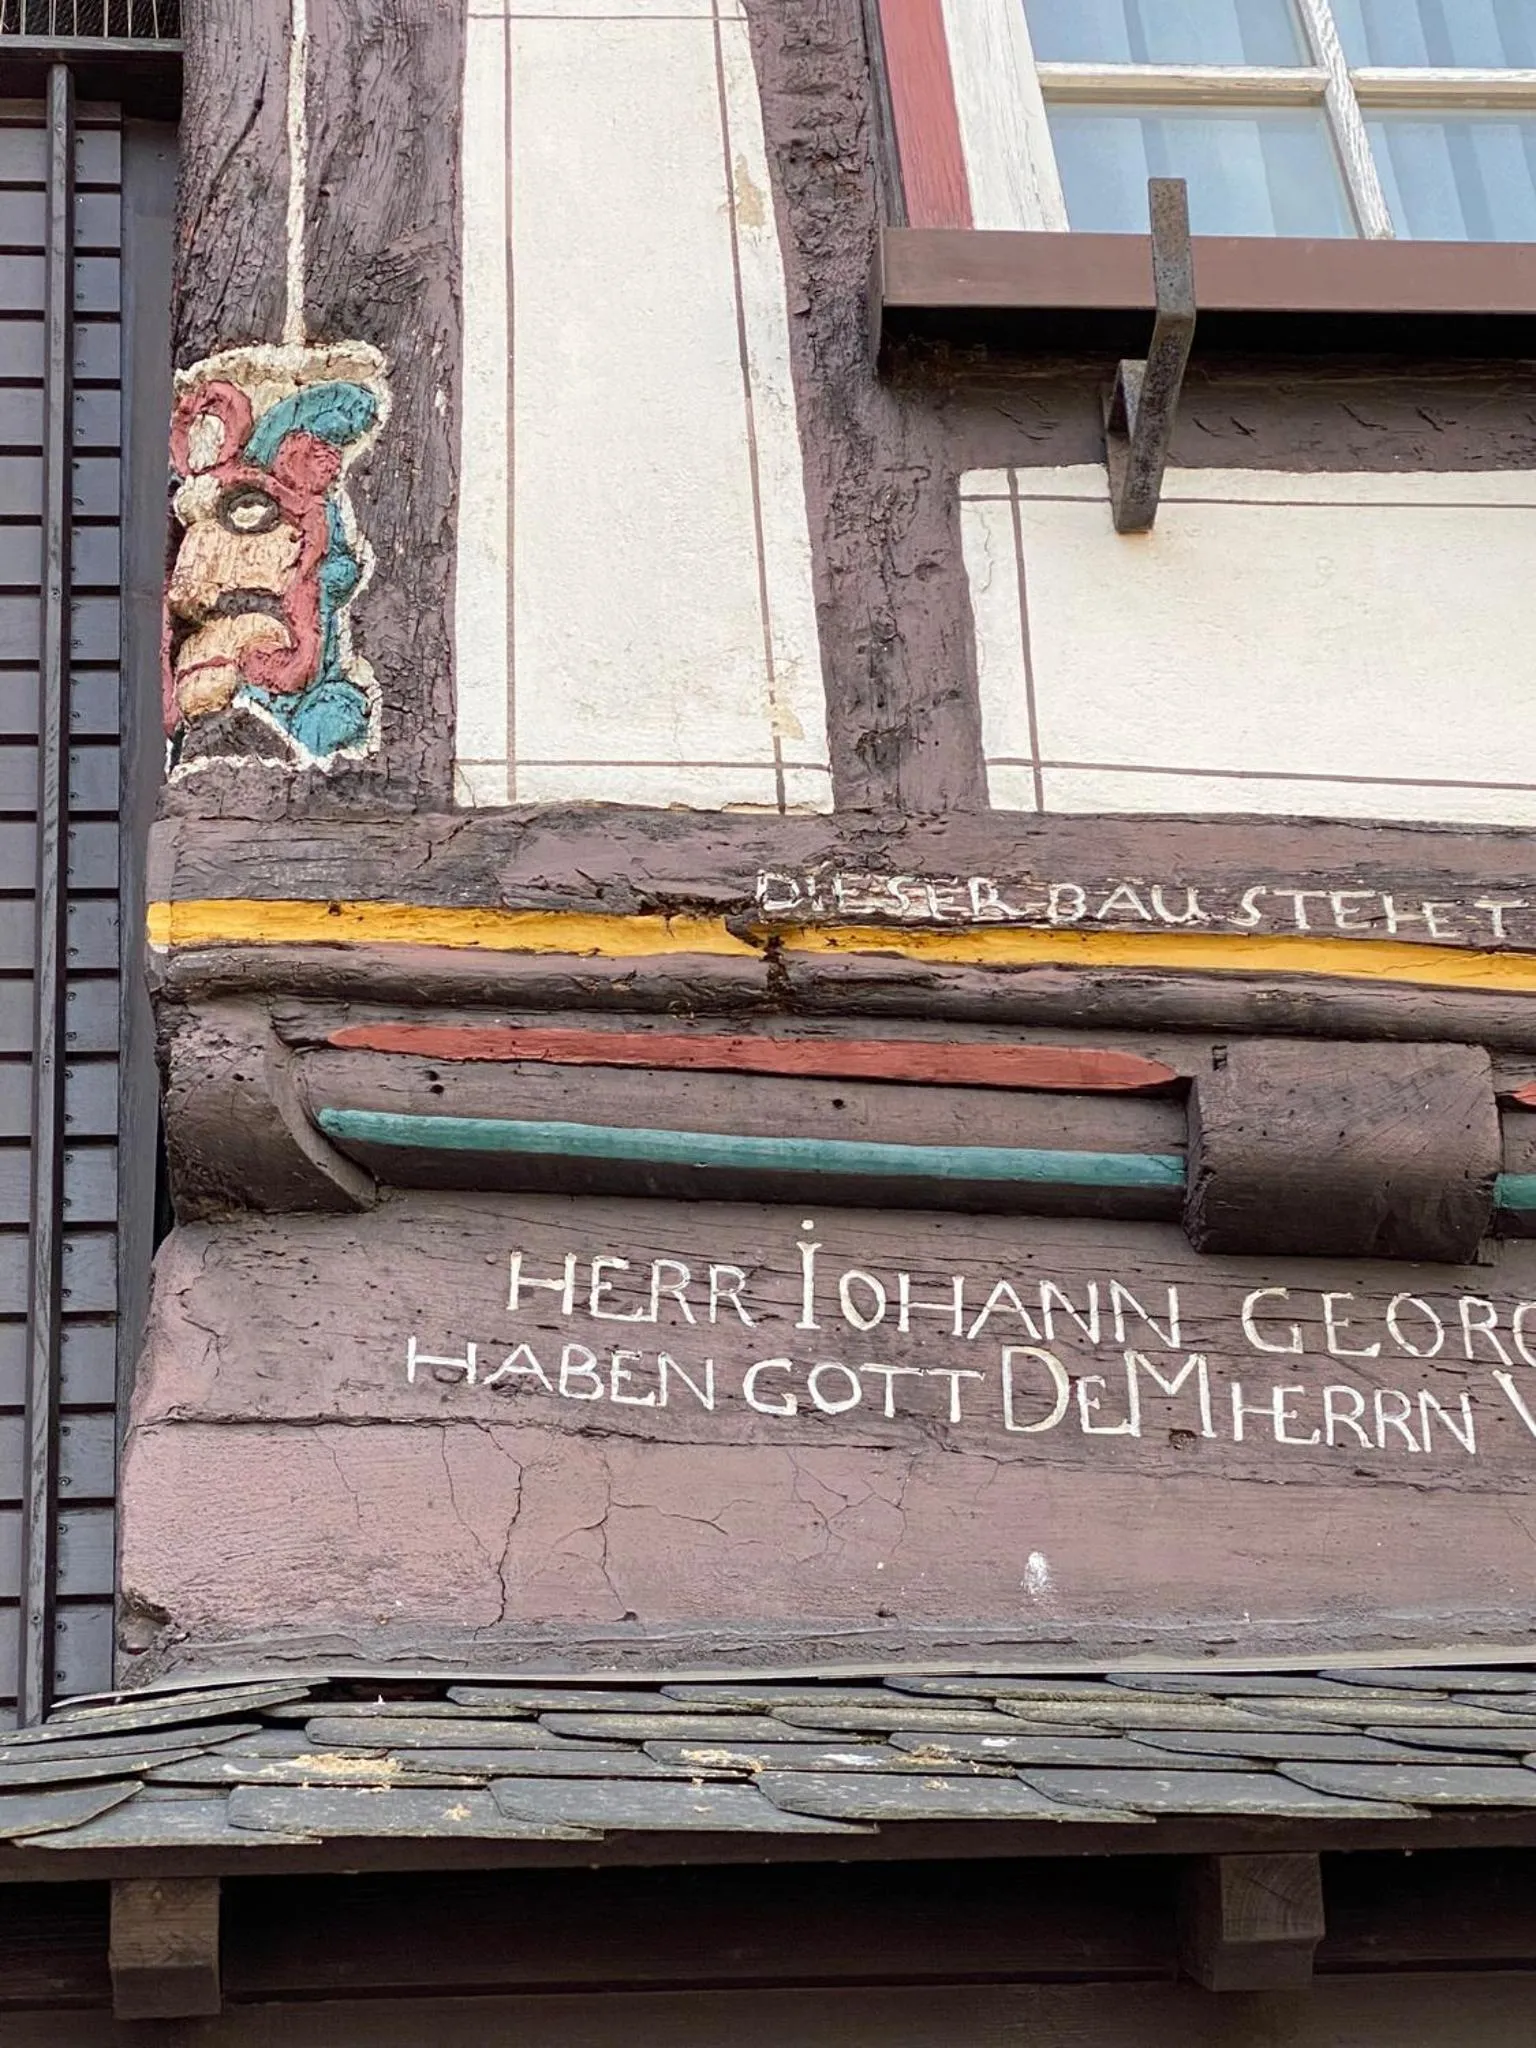 DIESER BAU STEHET
HERR IOHANN GEORG
HABEN GOTT DEM HERRN V